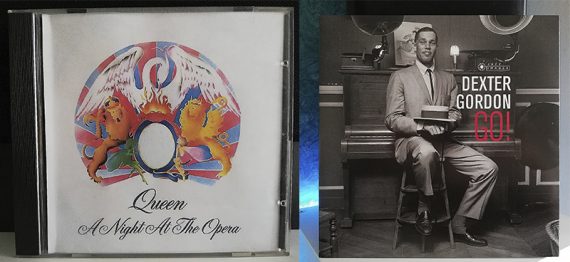 Queen
A Night At The Opera
DEXTER
GORDON
GO!